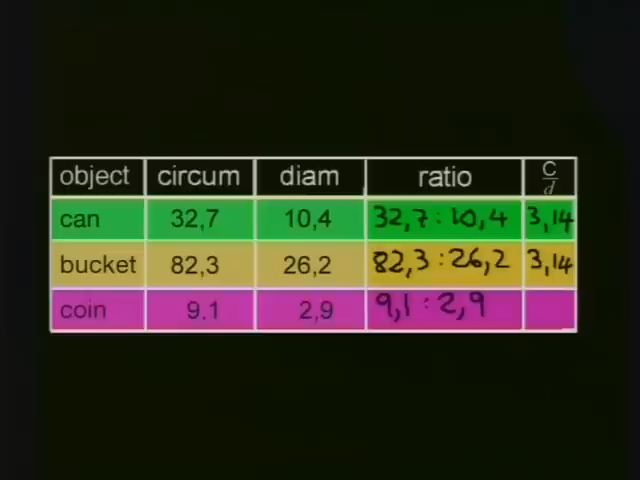 object circum diam ratio C/d
can 32,7 10,4 32,7:10,4 3,14
bucket 82,3 26,2 82,3:26,2 3,14
coin 9.1 2,9 9,1:2,9